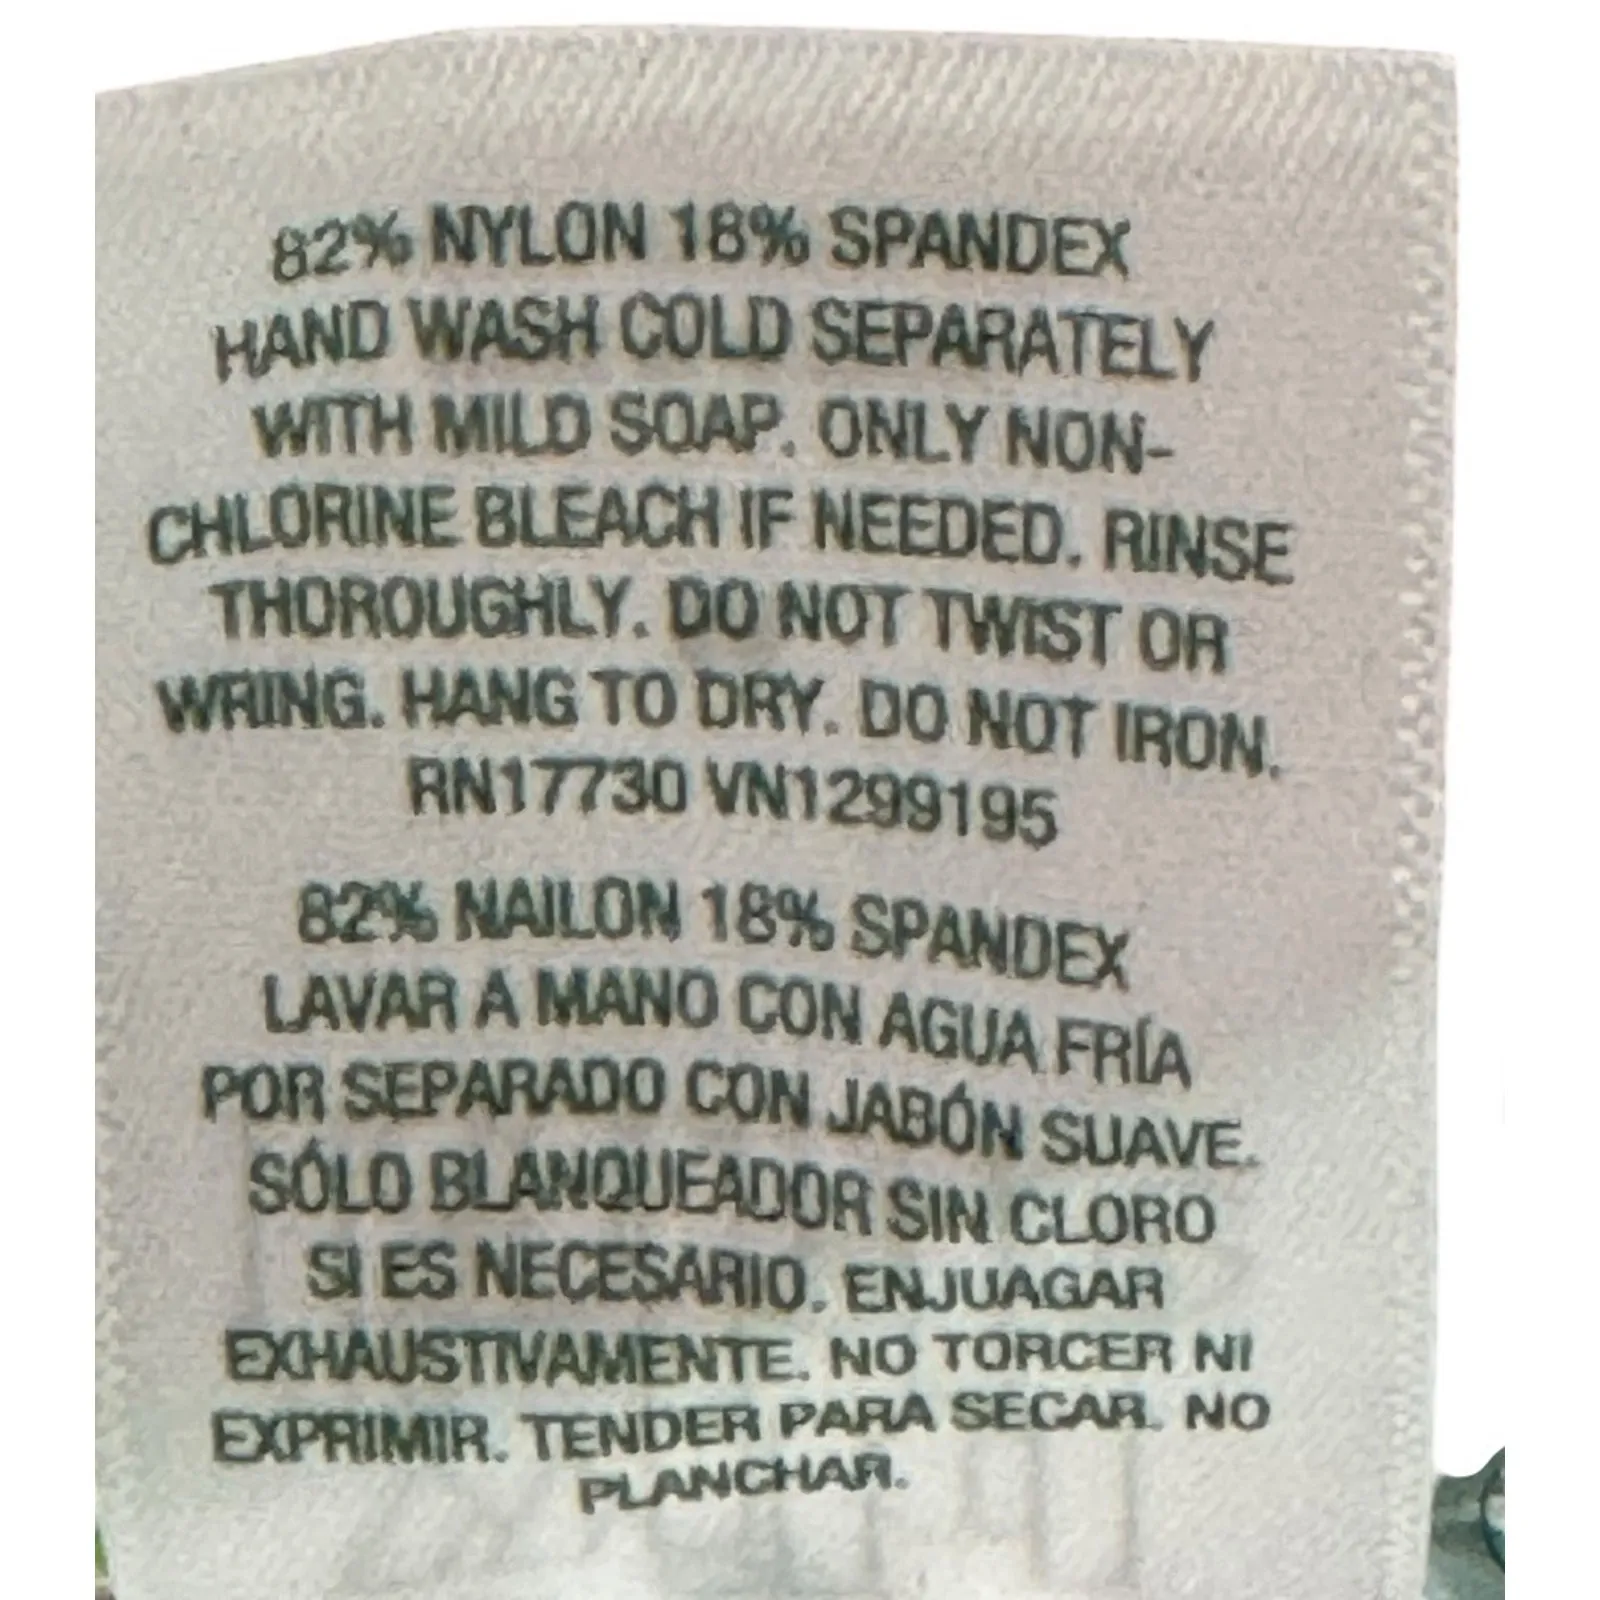 82% NYLON 18% SPANDEX
HAND WASH COLD SEPARATELY
WITH MILD SOAP. ONLY NON-
CHLORINE BLEACH IF NEEDED. RINSE
THOROUGHLY. DO NOT TWIST OR
WRING. HANG TO DRY. DO NOT IRON.
RN17730 VN1299195
82% NAILON 18% SPANDEX
LAVAR A MANO CON AGUA FRÍA
POR SEPARADO CON JABÓN SUAVE.
SÓLO BLANQUEADOR SIN CLORO
SI ES NECESARIO. ENJUAGAR
EXHAUSTIVAMENTE. NO TORCER NI
EXPRIMIR. TENDER PARA SECAR. NO
PLANCHAR.